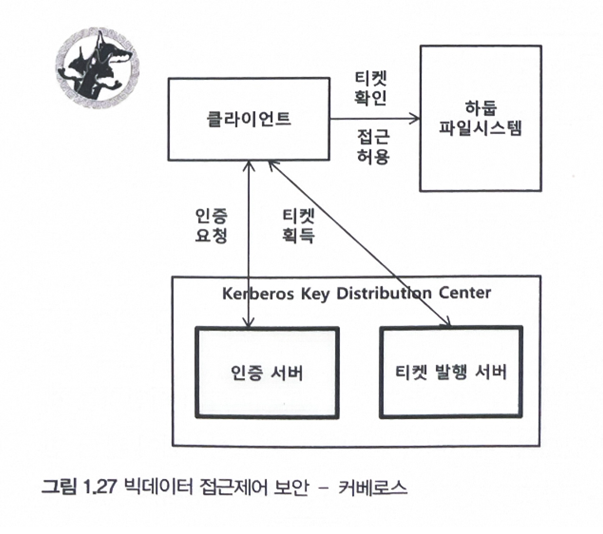 클라이언트
티켓
확인
접근
허용
하둡
파일시스템
인증
요청
티켓
획득
Kerberos Key Distribution Center
인증 서버
티켓 발행 서버
그림 1.27 빅데이터 접근제어 보안 - 커베로스